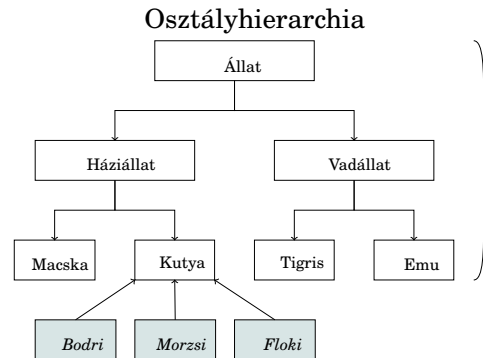 Osztályhierarchia
Állat
Háziállat
Vadállat
Macska
Kutya
Tigris
Emu
Bodri
Morzsi
Floki